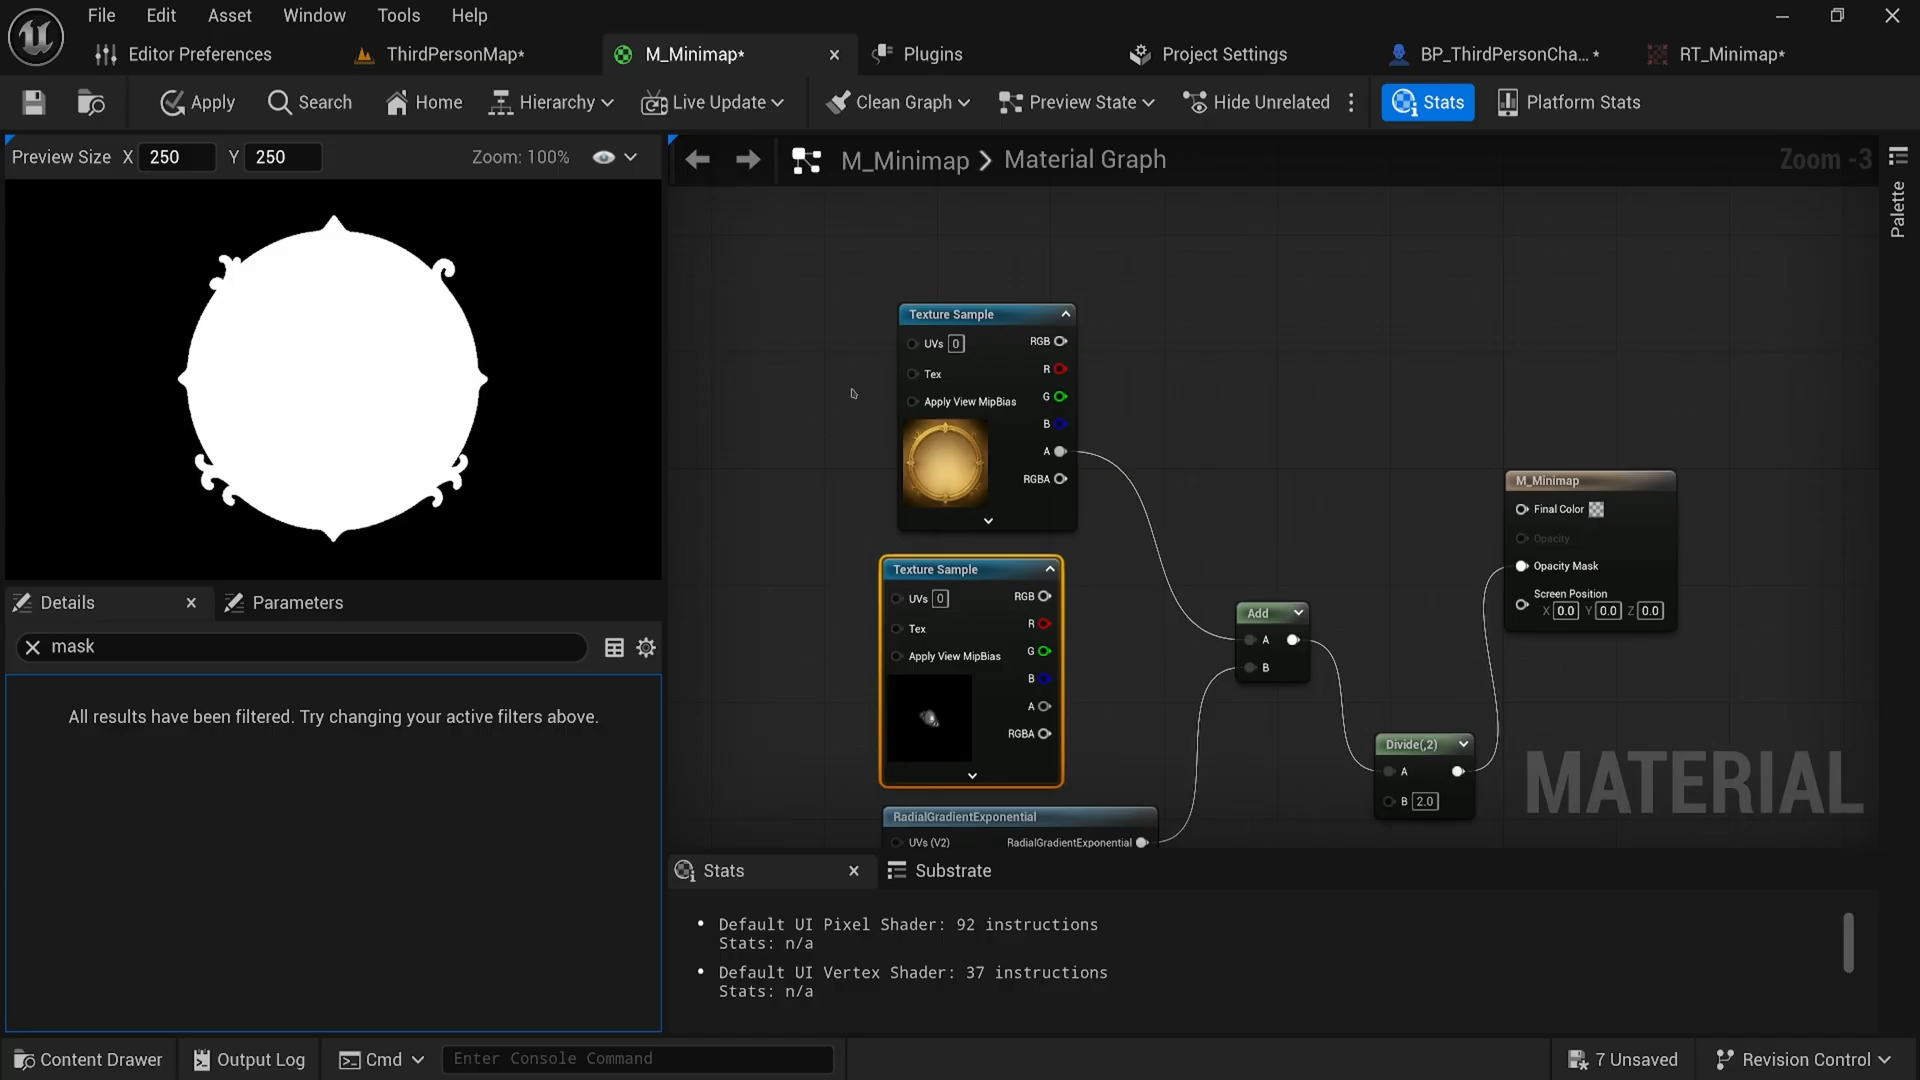 File Edit Asset Window Tools Help
Editor Preferences ThirdPersonMap* M_Minimap* Plugins Project Settings BP_ThirdPersonCha...* RT_Minimap*
Apply Search Home Hierarchy Live Update Clean Graph Preview State Hide Unrelated Stats Platform Stats
Preview Size X 250 Y 250 Zoom: 100%
M_Minimap Material Graph Zoom -3
Palette
Texture Sample
UVs 0 RGB
R
Tex
G
Apply View MipBias
B
A
RGBA
Texture Sample
UVs 0 RGB
R
Tex
G
Apply View MipBias
B
A
RGBA
RadialGradientExponential
UVs (V2) RadialGradientExponential
Add
A
B
Divide(,2)
A
B 2.0
M_Minimap
Final Color
Opacity
Opacity Mask
Screen Position
X 0.0 Y 0.0 Z 0.0
MATERIAL
Details Parameters
mask
All results have been filtered. Try changing your active filters above.
Stats Substrate
• Default UI Pixel Shader: 92 instructions
Stats: n/a
• Default UI Vertex Shader: 37 instructions
Stats: n/a
Content Drawer Output Log Cmd Enter Console Command 7 Unsaved Revision Control